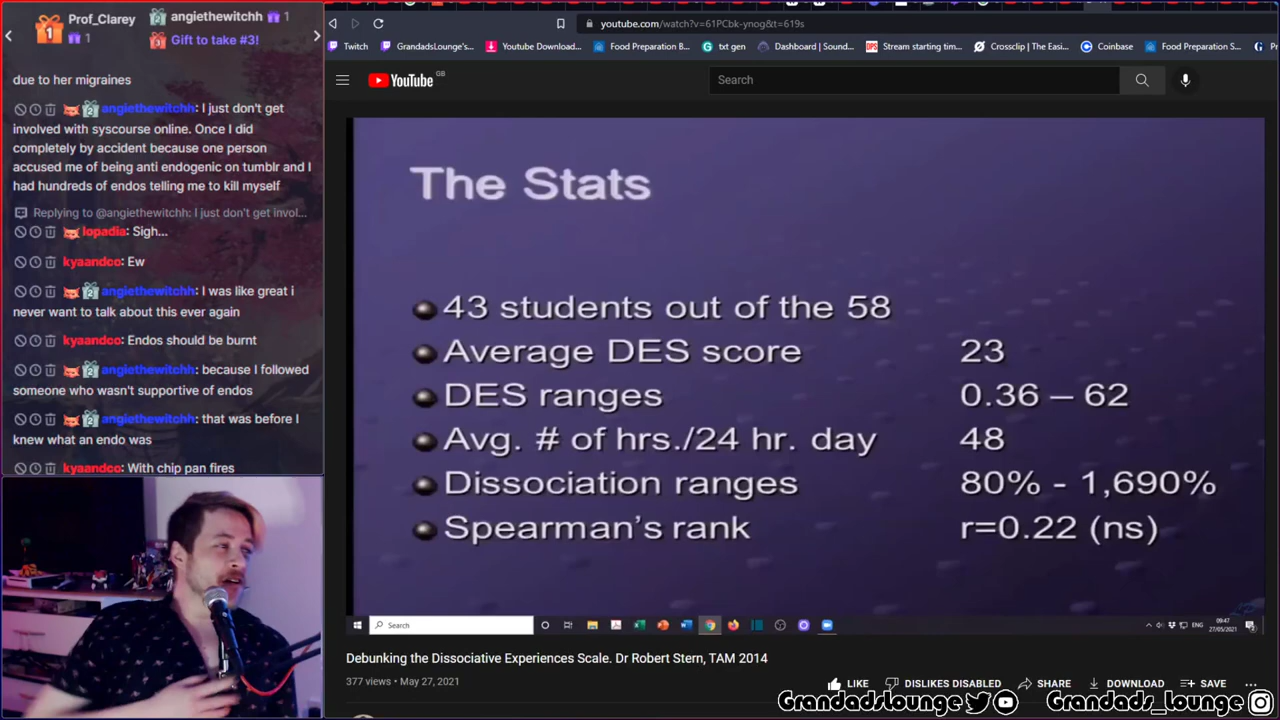 Prof_Clarey
1
1
angiethewitchh 1
Gift to take #3!
due to her migraines
angiethewitchh: I just don't get
involved with syscourse online. Once I did
completely by accident because one person
accused me of being anti endogenic on tumblr and I
had hundreds of endos telling me to kill myself
Replying to @angiethewitchh: I just don't get invol...
lopadia: Sigh...
kyaandco: Ew
angiethewitchh: I was like great i
never want to talk about this ever again
kyaandco: Endos should be burnt
angiethewitchh: because I followed
someone who wasn't supportive of endos
angiethewitchh: that was before I
knew what an endo was
kyaandco: With chip pan fires
youtube.com/watch?v=61PCbk-ynog&t=619s
Twitch
GrandadsLounge's...
Youtube Download...
Food Preparation B...
txt gen
Dashboard | Sound...
Stream starting tim...
Crossclip | The Easi...
Coinbase
Food Preparation S...
YouTube GB
Search
The Stats
43 students out of the 58
Average DES score 23
DES ranges 0.36 – 62
Avg. # of hrs./24 hr. day 48
Dissociation ranges 80% - 1,690%
Spearman's rank r=0.22 (ns)
Search
ENG
09:47
27/05/2021
Debunking the Dissociative Experiences Scale. Dr Robert Stern, TAM 2014
377 views • May 27, 2021
LIKE
DISLIKES DISABLED
SHARE
DOWNLOAD
SAVE
Grandadslounge
Grandads_lounge